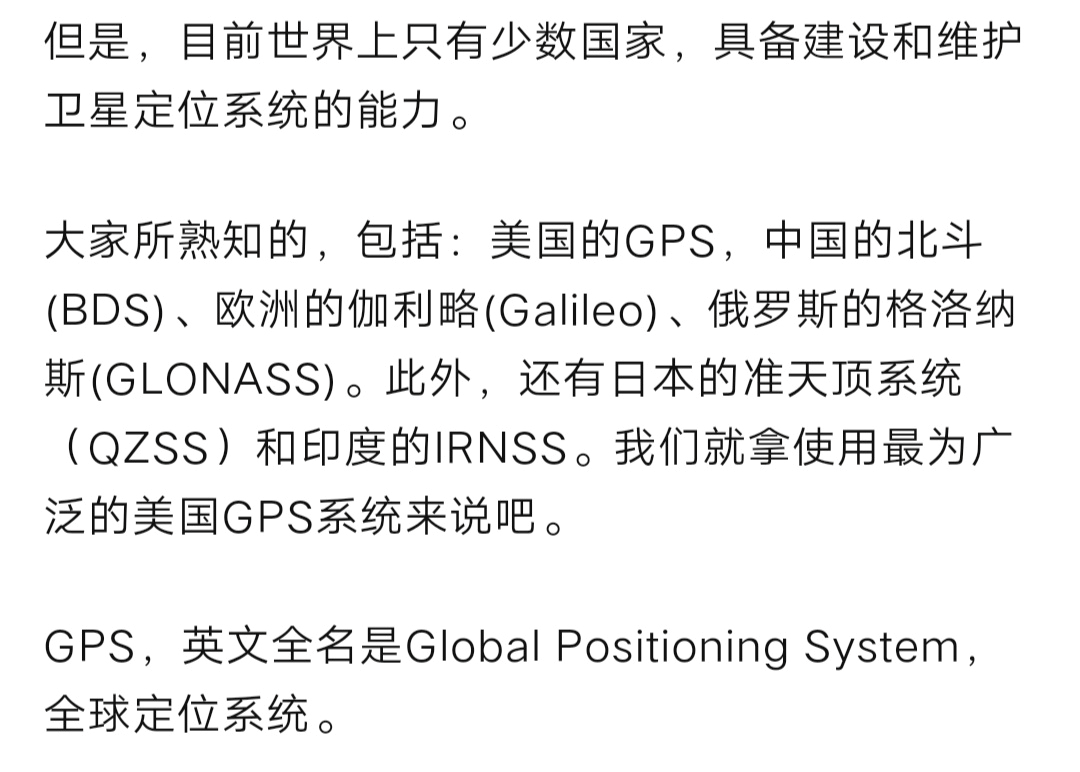 但是，目前世界上只有少数国家，具备建设和维护
卫星定位系统的能力。
大家所熟知的，包括：美国的GPS，中国的北斗
(BDS)、欧洲的伽利略(Galileo)、俄罗斯的格洛纳
斯(GLONASS)。此外，还有日本的准天顶系统
（QZSS）和印度的IRNSS。我们就拿使用最为广
泛的美国GPS系统来说吧。
GPS，英文全名是Global Positioning System，
全球定位系统。